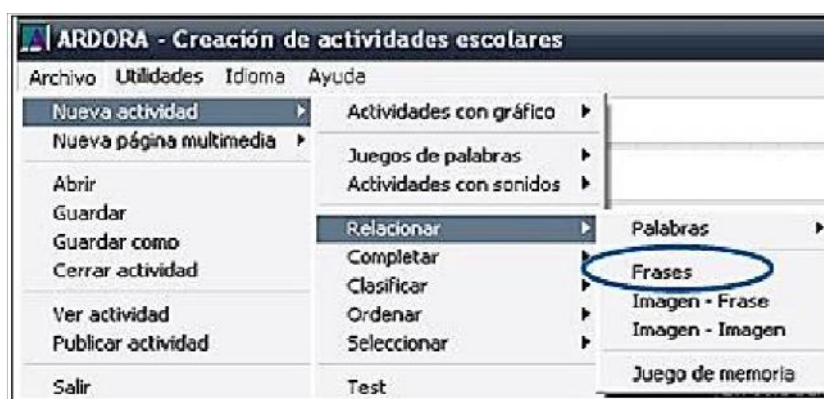 ARDORA - Creación de actividades escolares
Archivo Utilidades Idioma Ayuda
Nueva actividad
Nueva página multimedia
Abrir
Guardar
Guardar como
Cerrar actividad
Ver actividad
Publicar actividad
Salir
Actividades con gráfico
Juegos de palabras
Actividades con sonidos
Relacionar
Completar
Clasificar
Ordenar
Seleccionar
Test
Palabras
Frases
Imagen - Frase
Imagen - Imagen
Juego de memoria